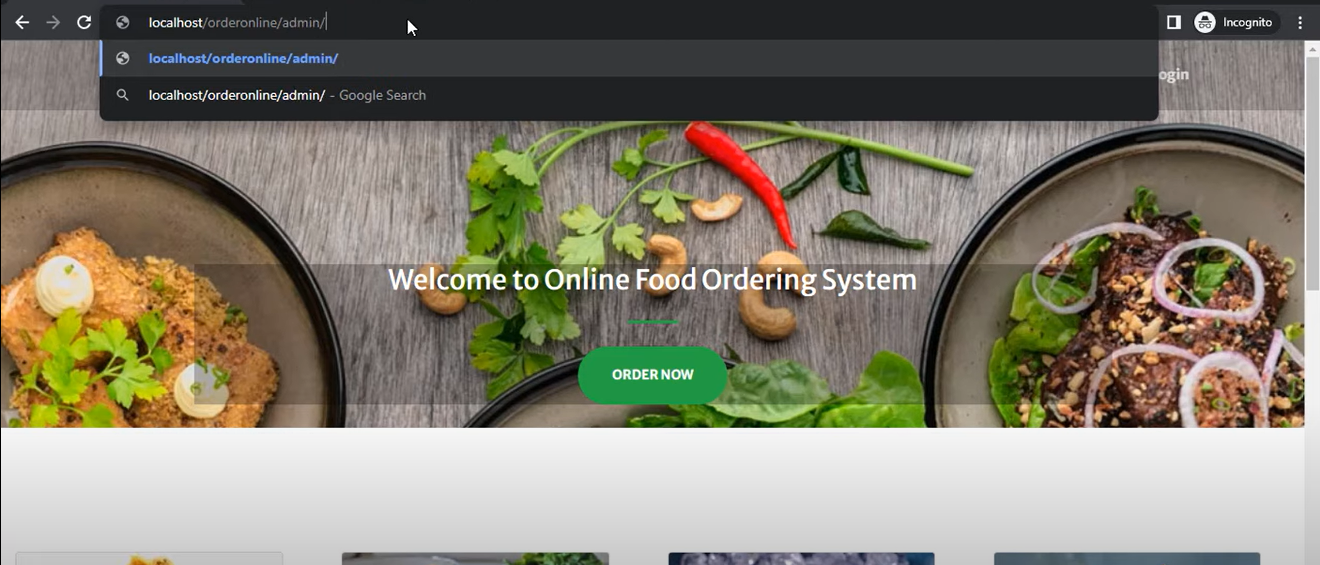 localhost/orderonline/admin/
Incognito
localhost/orderonline/admin/
localhost/orderonline/admin/ - Google Search
ogin
Welcome to Online Food Ordering System
ORDER NOW